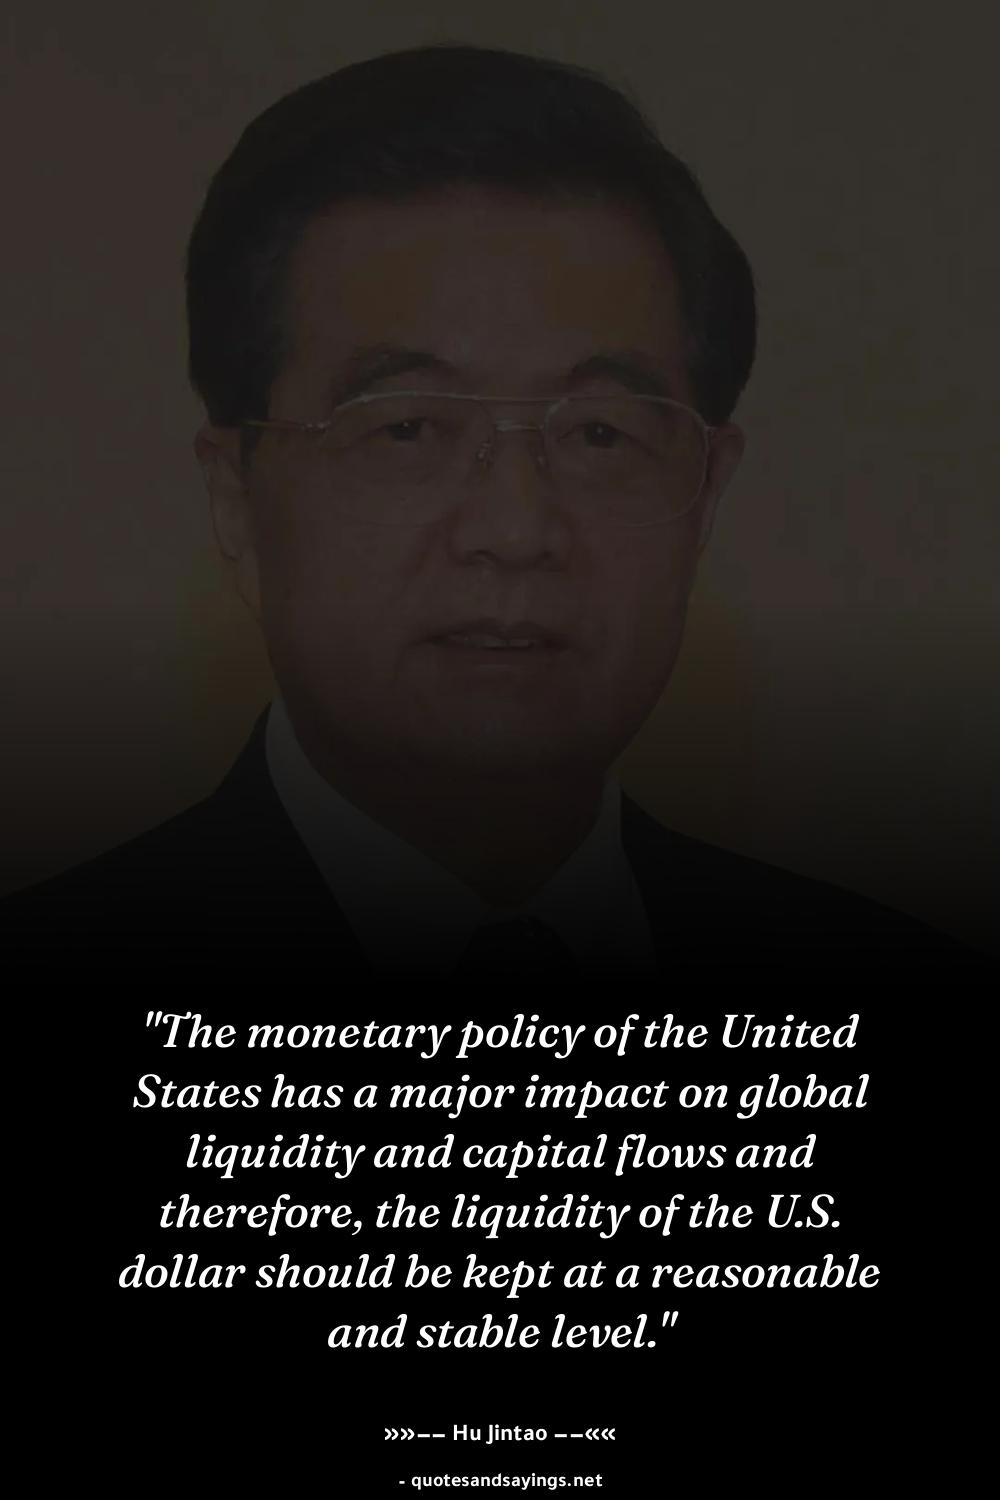 "The monetary policy of the United
States has a major impact on global
liquidity and capital flows and
therefore, the liquidity of the U.S.
dollar should be kept at a reasonable
and stable level."
»»−− Hu Jintao −−««
- quotesandsayings.net